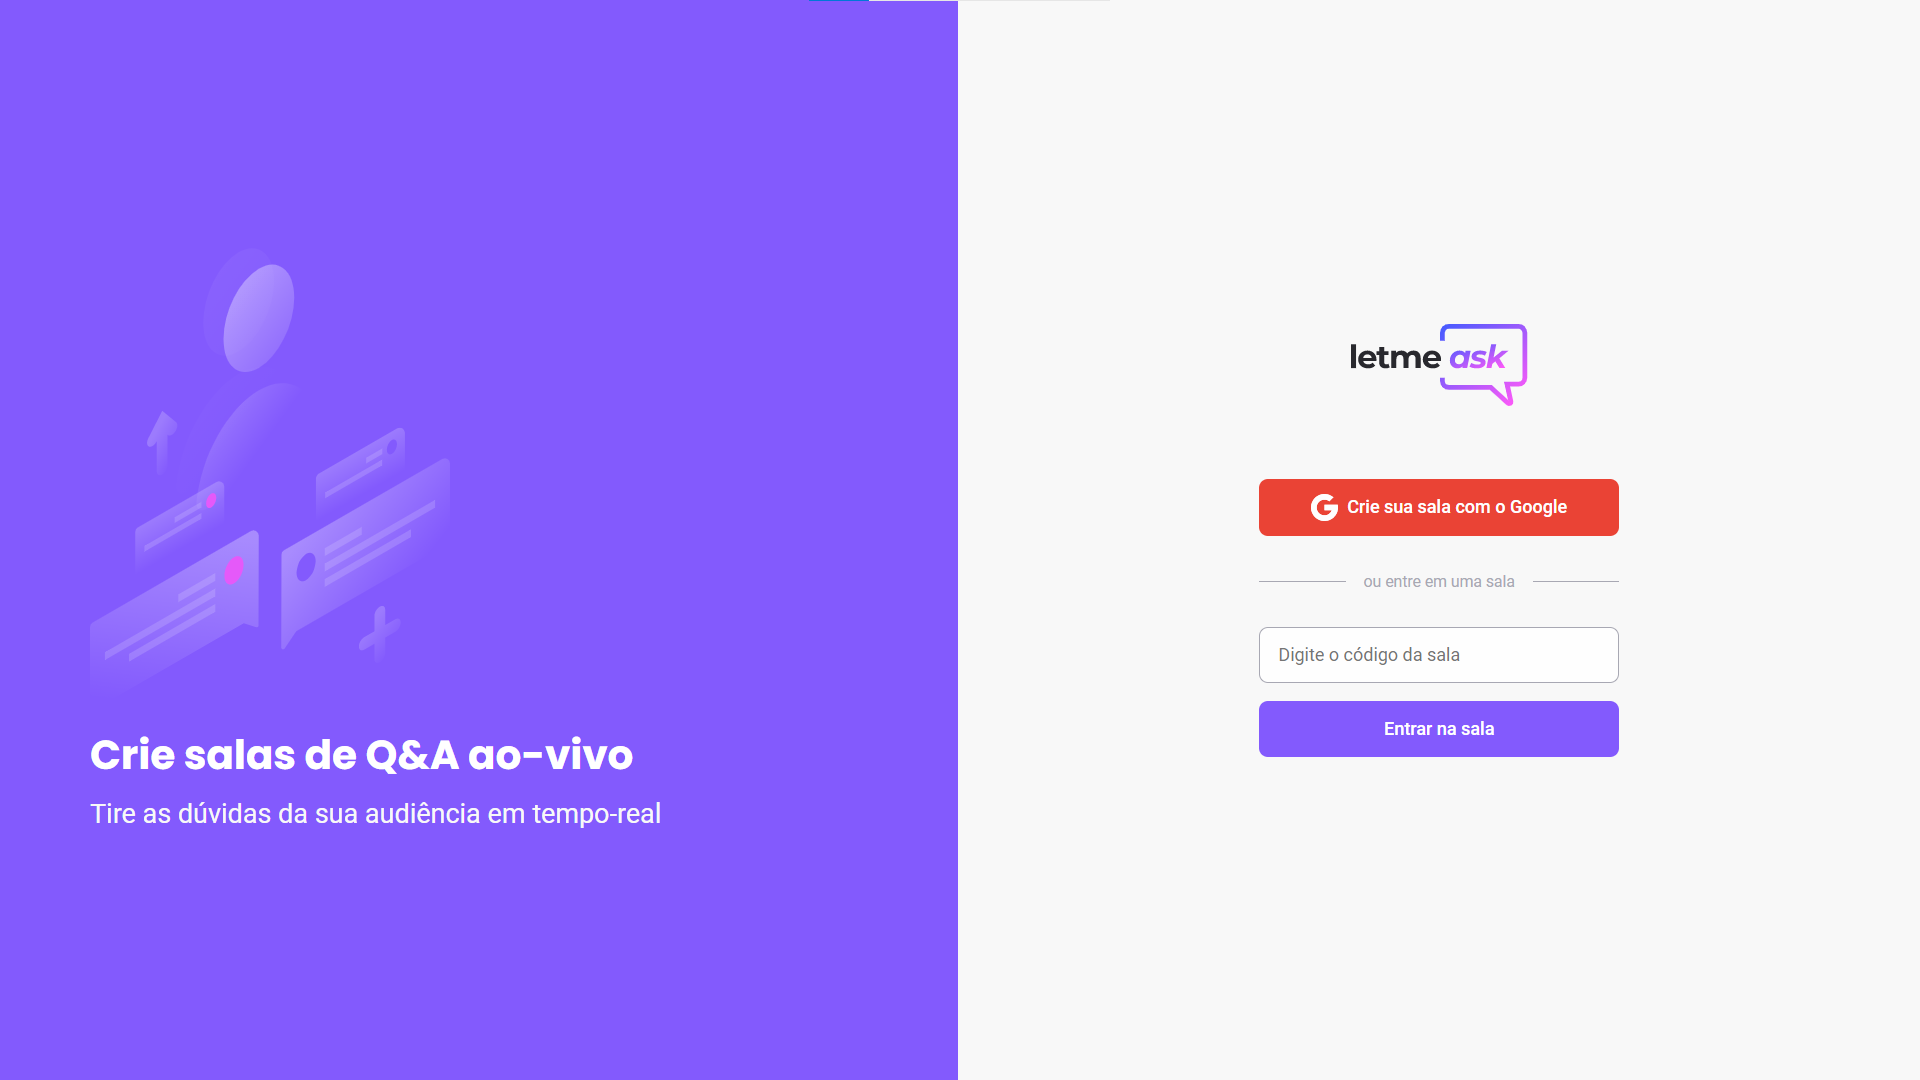 Crie salas de Q&A ao-vivo
Tire as dúvidas da sua audiência em tempo-real
letme ask
Crie sua sala com o Google
ou entre em uma sala
Digite o código da sala
Entrar na sala